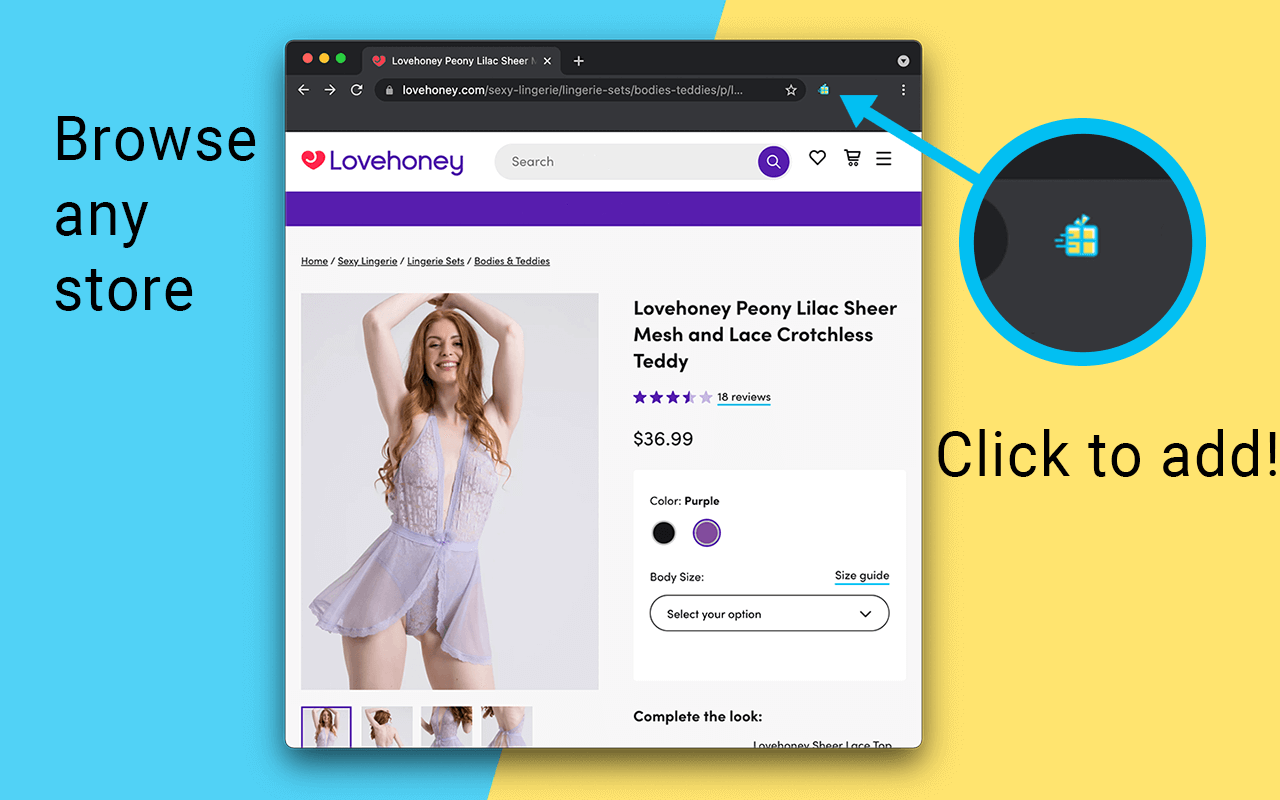 Browse
any
store
Lovehoney Peony Lilac Sheer
lovehoney.com/sexy-lingerie/lingerie-sets/bodies-teddies/p/l...
Lovehoney
Search
Home / Sexy Lingerie / Lingerie Sets / Bodies & Teddies
Lovehoney Peony Lilac Sheer
Mesh and Lace Crotchless
Teddy
18 reviews
$36.99
Color: Purple
Body Size:
Size guide
Select your option
Complete the look:
Lovehoney Sheer Lace Top
Click to add!